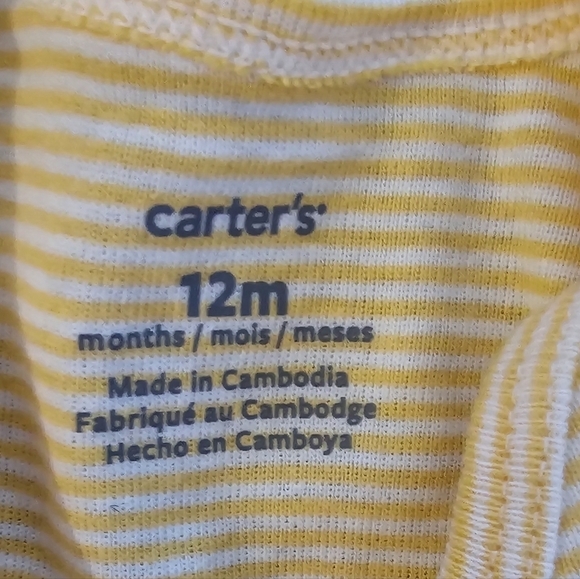 carter's
12m
months / mois / meses
Made in Cambodia
Fabriqué au Cambodge
Hecho en Camboya